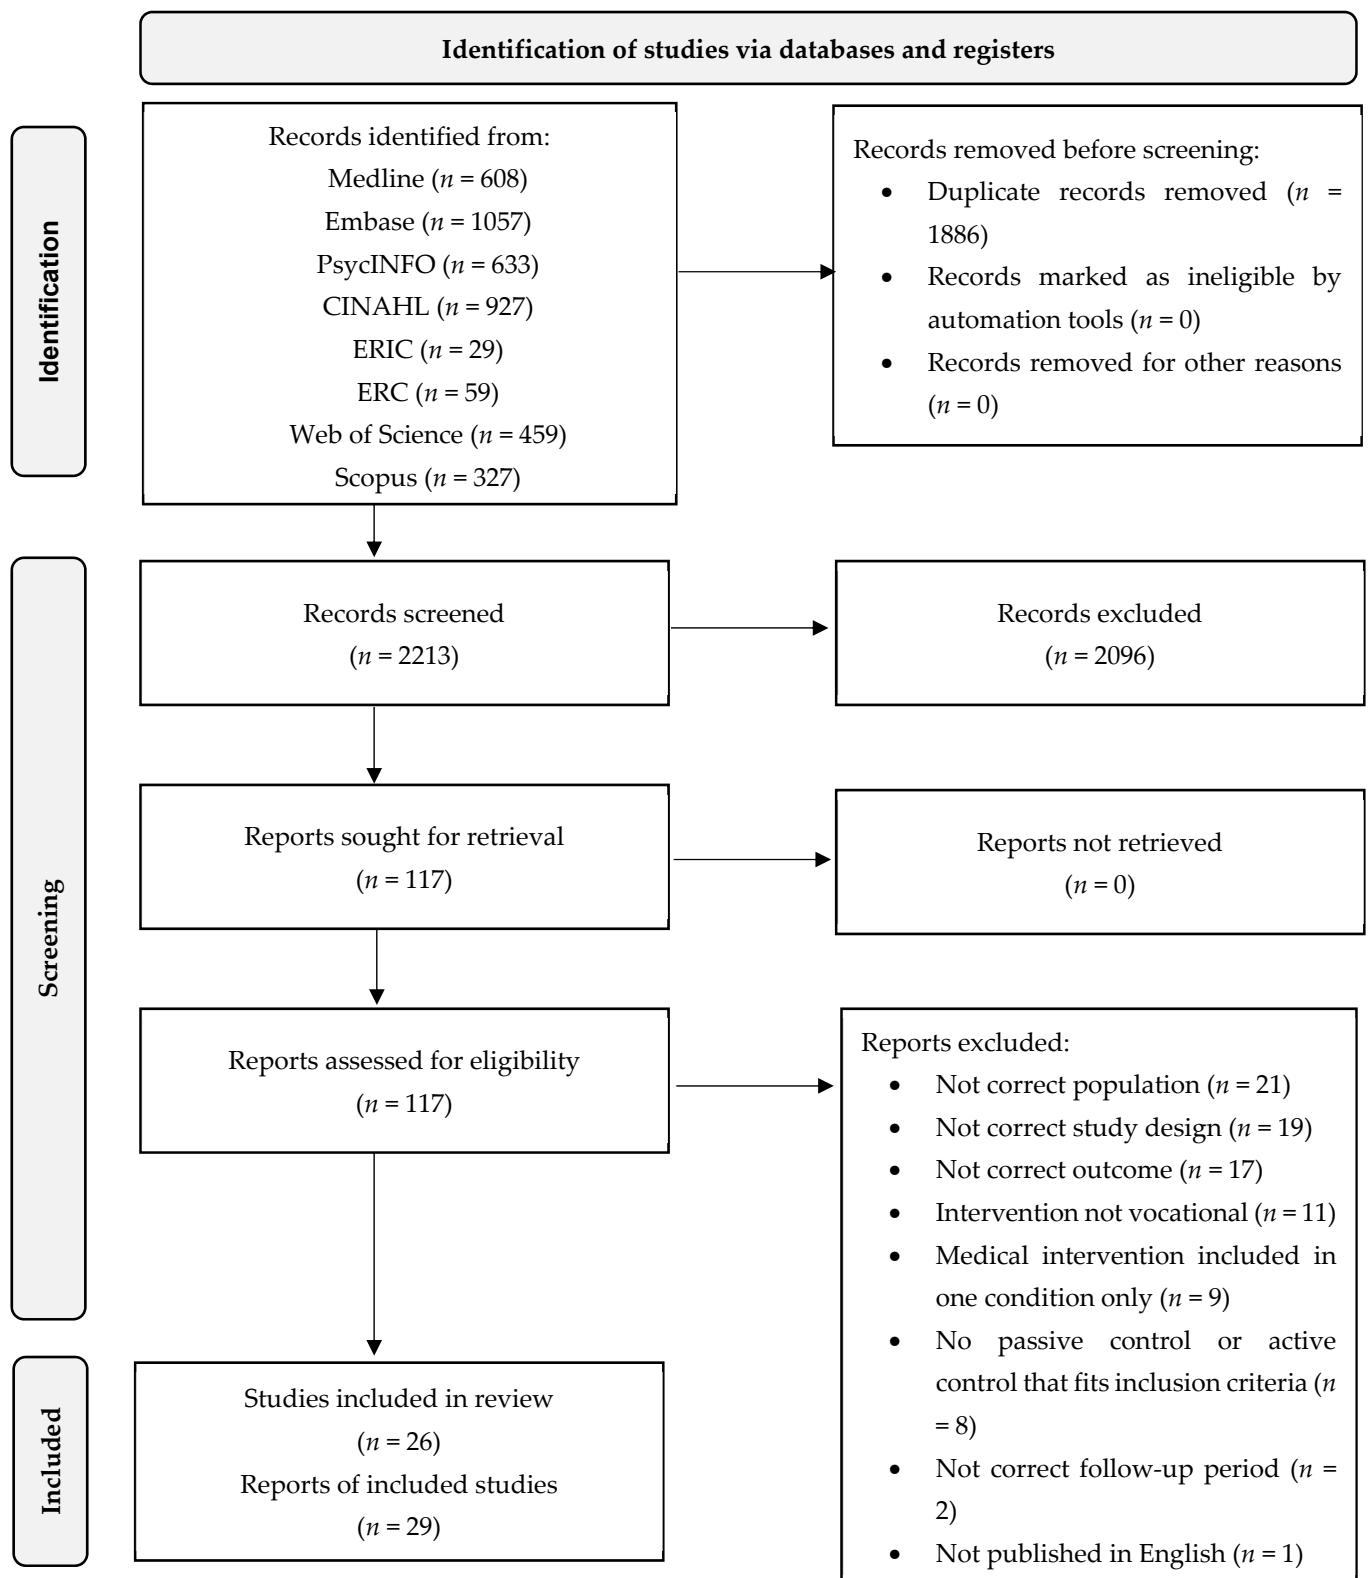 Identification of studies via databases and registers
Identification
Records identified from:
Medline (n = 608)
Embase (n = 1057)
PsycINFO (n = 633)
CINAHL (n = 927)
ERIC (n = 29)
ERC (n = 59)
Web of Science (n = 459)
Scopus (n = 327)
Records removed before screening:
• Duplicate records removed (n =
1886)
• Records marked as ineligible by
automation tools (n = 0)
• Records removed for other reasons
(n = 0)
Screening
Records screened
(n = 2213)
Records excluded
(n = 2096)
Reports sought for retrieval
(n = 117)
Reports not retrieved
(n = 0)
Reports assessed for eligibility
(n = 117)
Reports excluded:
• Not correct population (n = 21)
• Not correct study design (n = 19)
• Not correct outcome (n = 17)
• Intervention not vocational (n = 11)
• Medical intervention included in
one condition only (n = 9)
• No passive control or active
control that fits inclusion criteria (n
= 8)
• Not correct follow-up period (n =
2)
• Not published in English (n = 1)
Included
Studies included in review
(n = 26)
Reports of included studies
(n = 29)